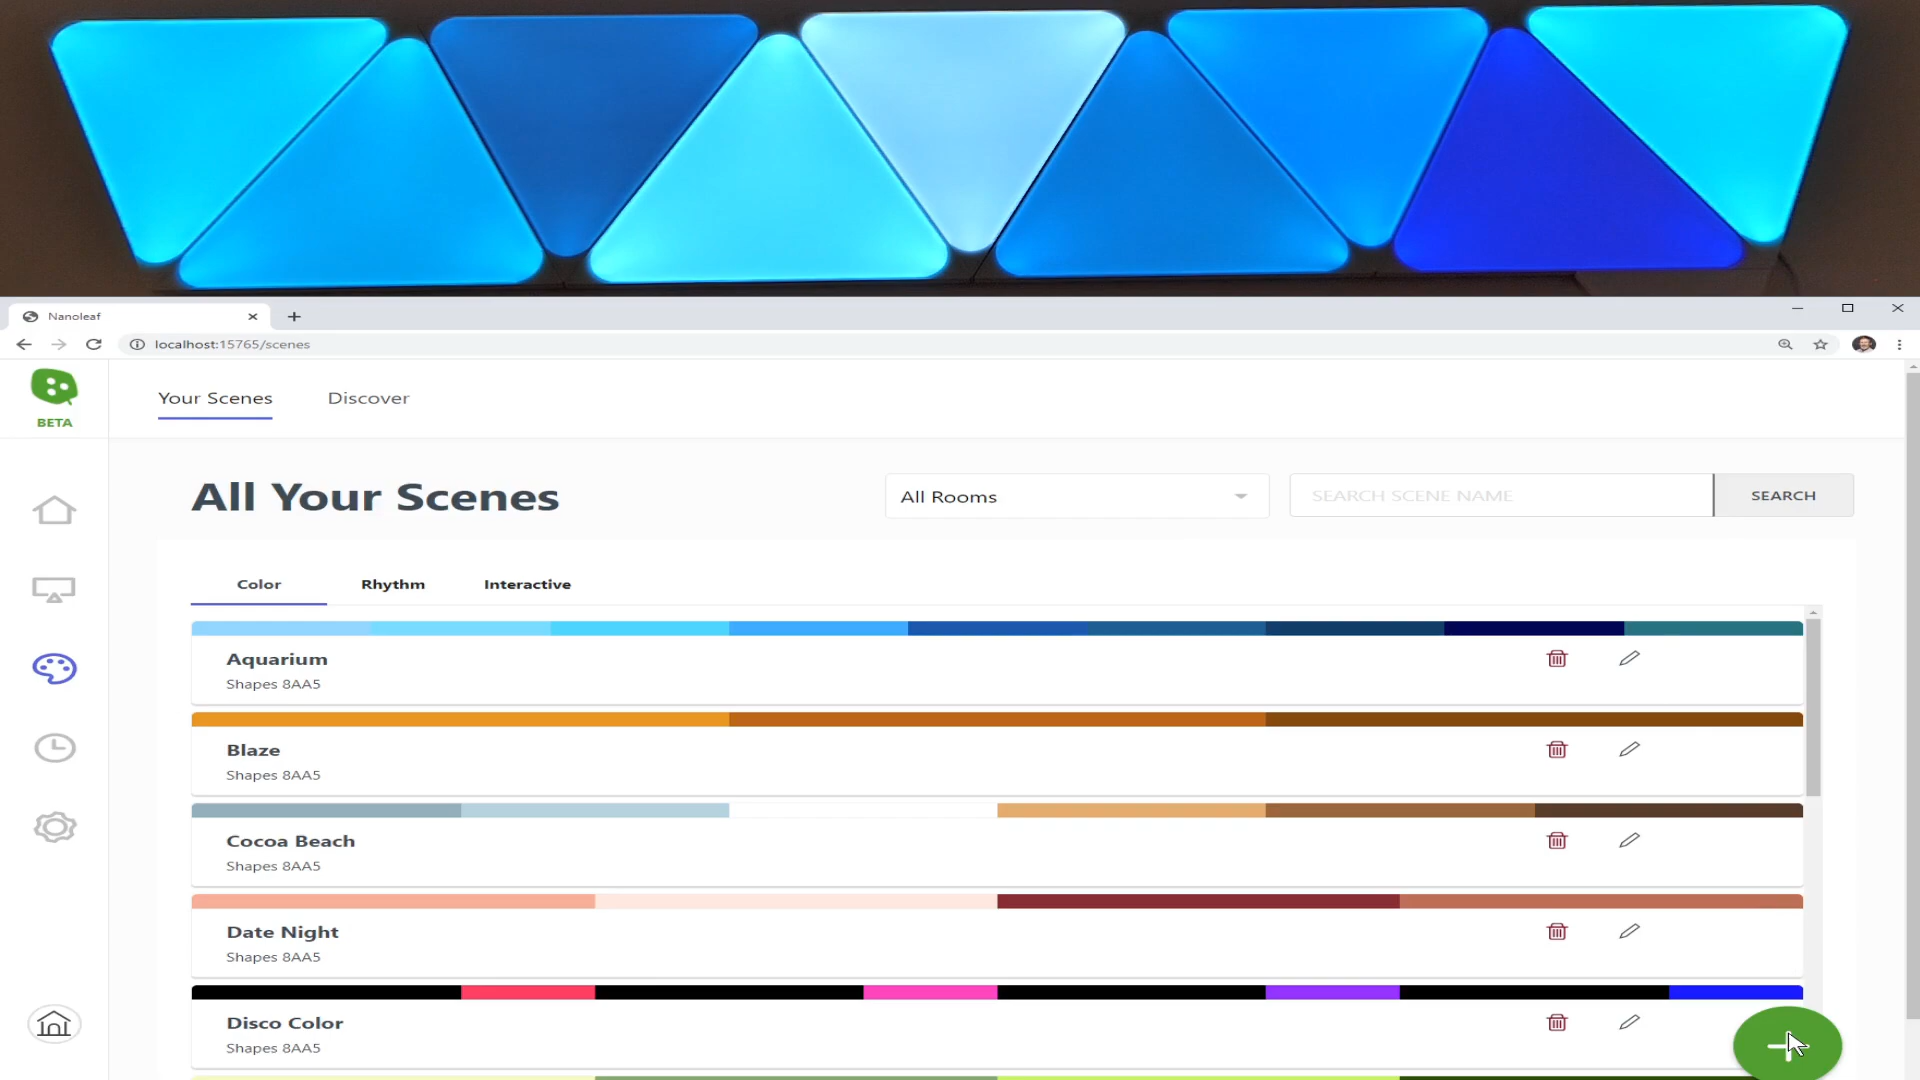 Nanoleaf
localhost:15765/scenes
BETA
Your Scenes Discover
All Your Scenes
All Rooms
SEARCH SCENE NAME
SEARCH
Color Rhythm Interactive
Aquarium
Shapes 8AA5
Blaze
Shapes 8AA5
Cocoa Beach
Shapes 8AA5
Date Night
Shapes 8AA5
Disco Color
Shapes 8AA5